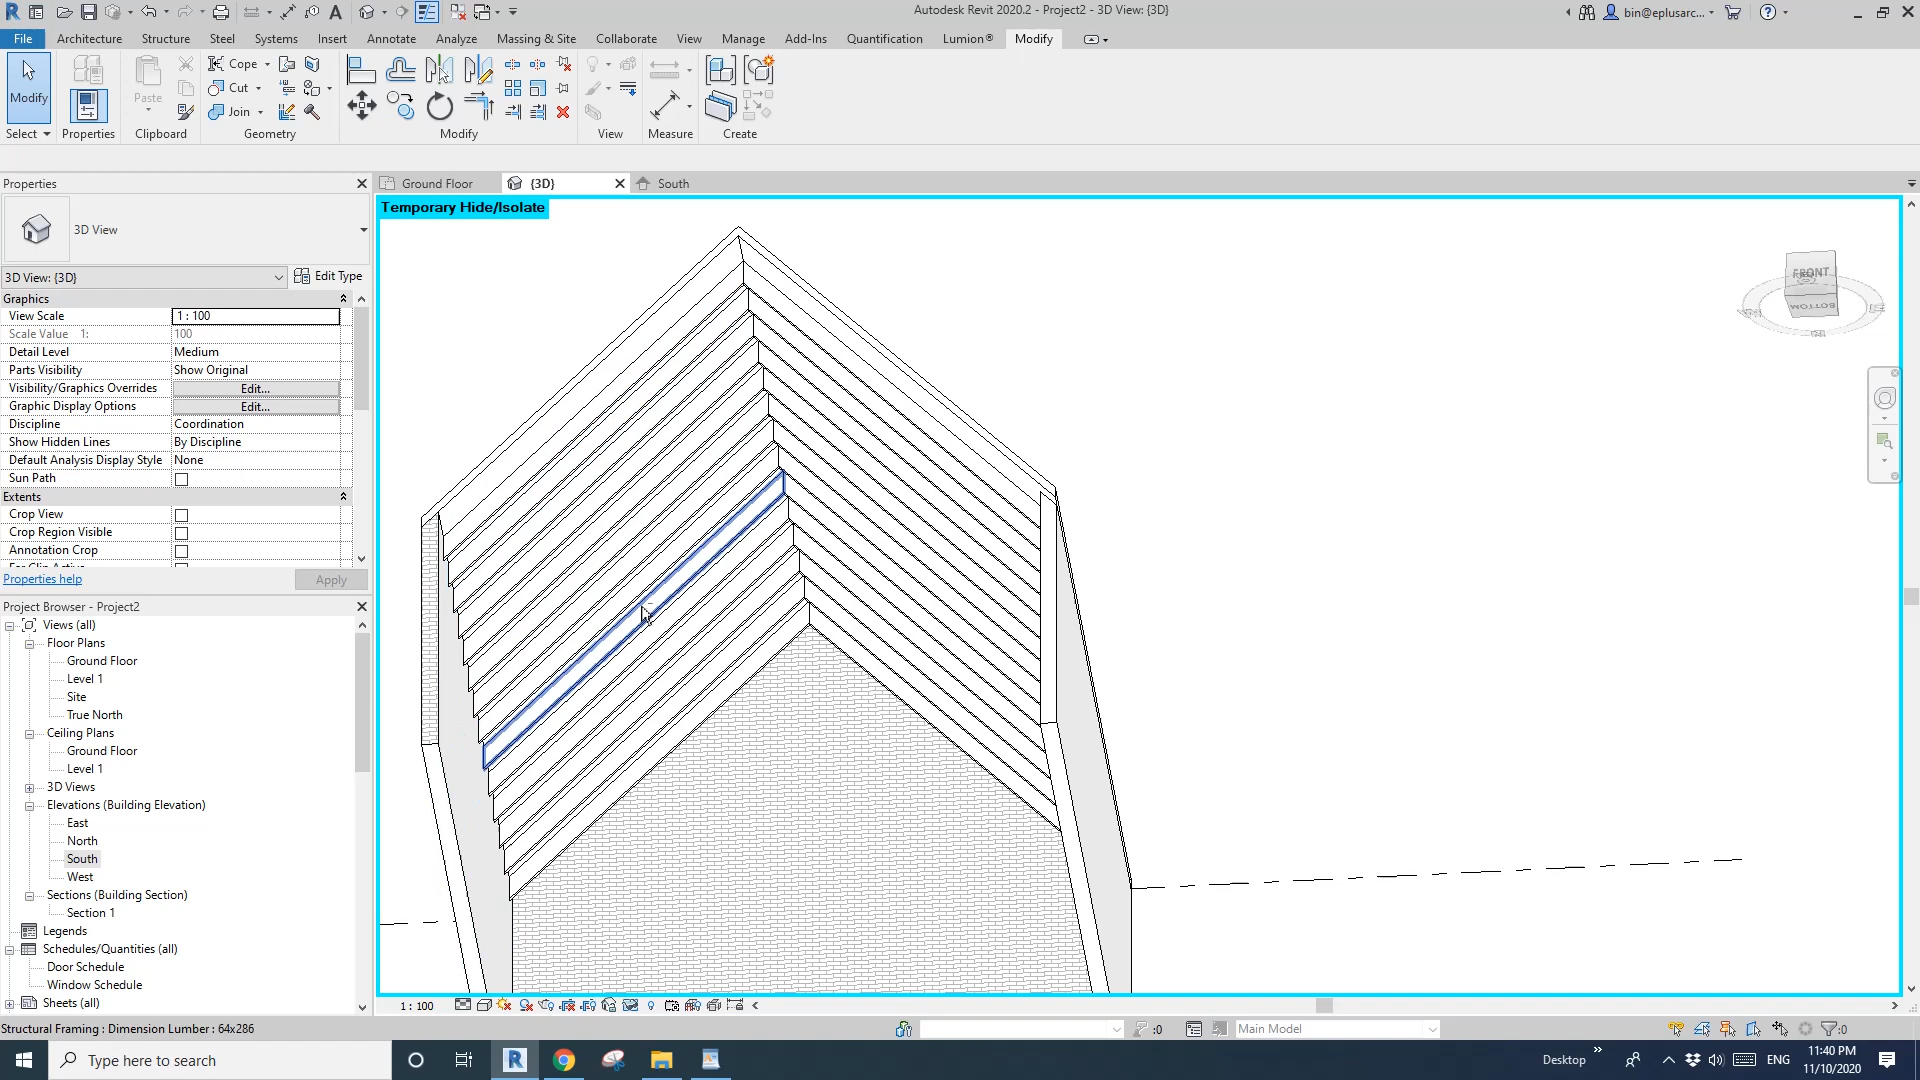 Autodesk Revit 2020.2 - Project2 - 3D View: {3D}
bin@eplusarc...
File Architecture Structure Steel Systems Insert Annotate Analyze Massing & Site Collaborate View Manage Add-Ins Quantification Lumion® Modify
Modify
Paste
Cope
Cut
Join
Select Properties Clipboard Geometry Modify View Measure Create
Properties
Ground Floor {3D} South
Temporary Hide/Isolate
3D View
3D View: {3D} Edit Type
Graphics
View Scale 1 : 100
Scale Value 1: 100
Detail Level Medium
Parts Visibility Show Original
Visibility/Graphics Overrides Edit...
Graphic Display Options Edit...
Discipline Coordination
Show Hidden Lines By Discipline
Default Analysis Display Style None
Sun Path
Extents
Crop View
Crop Region Visible
Annotation Crop
Properties help Apply
FRONT
BOTTOM
Project Browser - Project2
Views (all)
Floor Plans
Ground Floor
Level 1
Site
True North
Ceiling Plans
Ground Floor
Level 1
3D Views
Elevations (Building Elevation)
East
North
South
West
Sections (Building Section)
Section 1
Legends
Schedules/Quantities (all)
Door Schedule
Window Schedule
Sheets (all)
1 : 100
Structural Framing : Dimension Lumber : 64x286
:0
Main Model
:0
Type here to search
Desktop
ENG
11:40 PM
11/10/2020